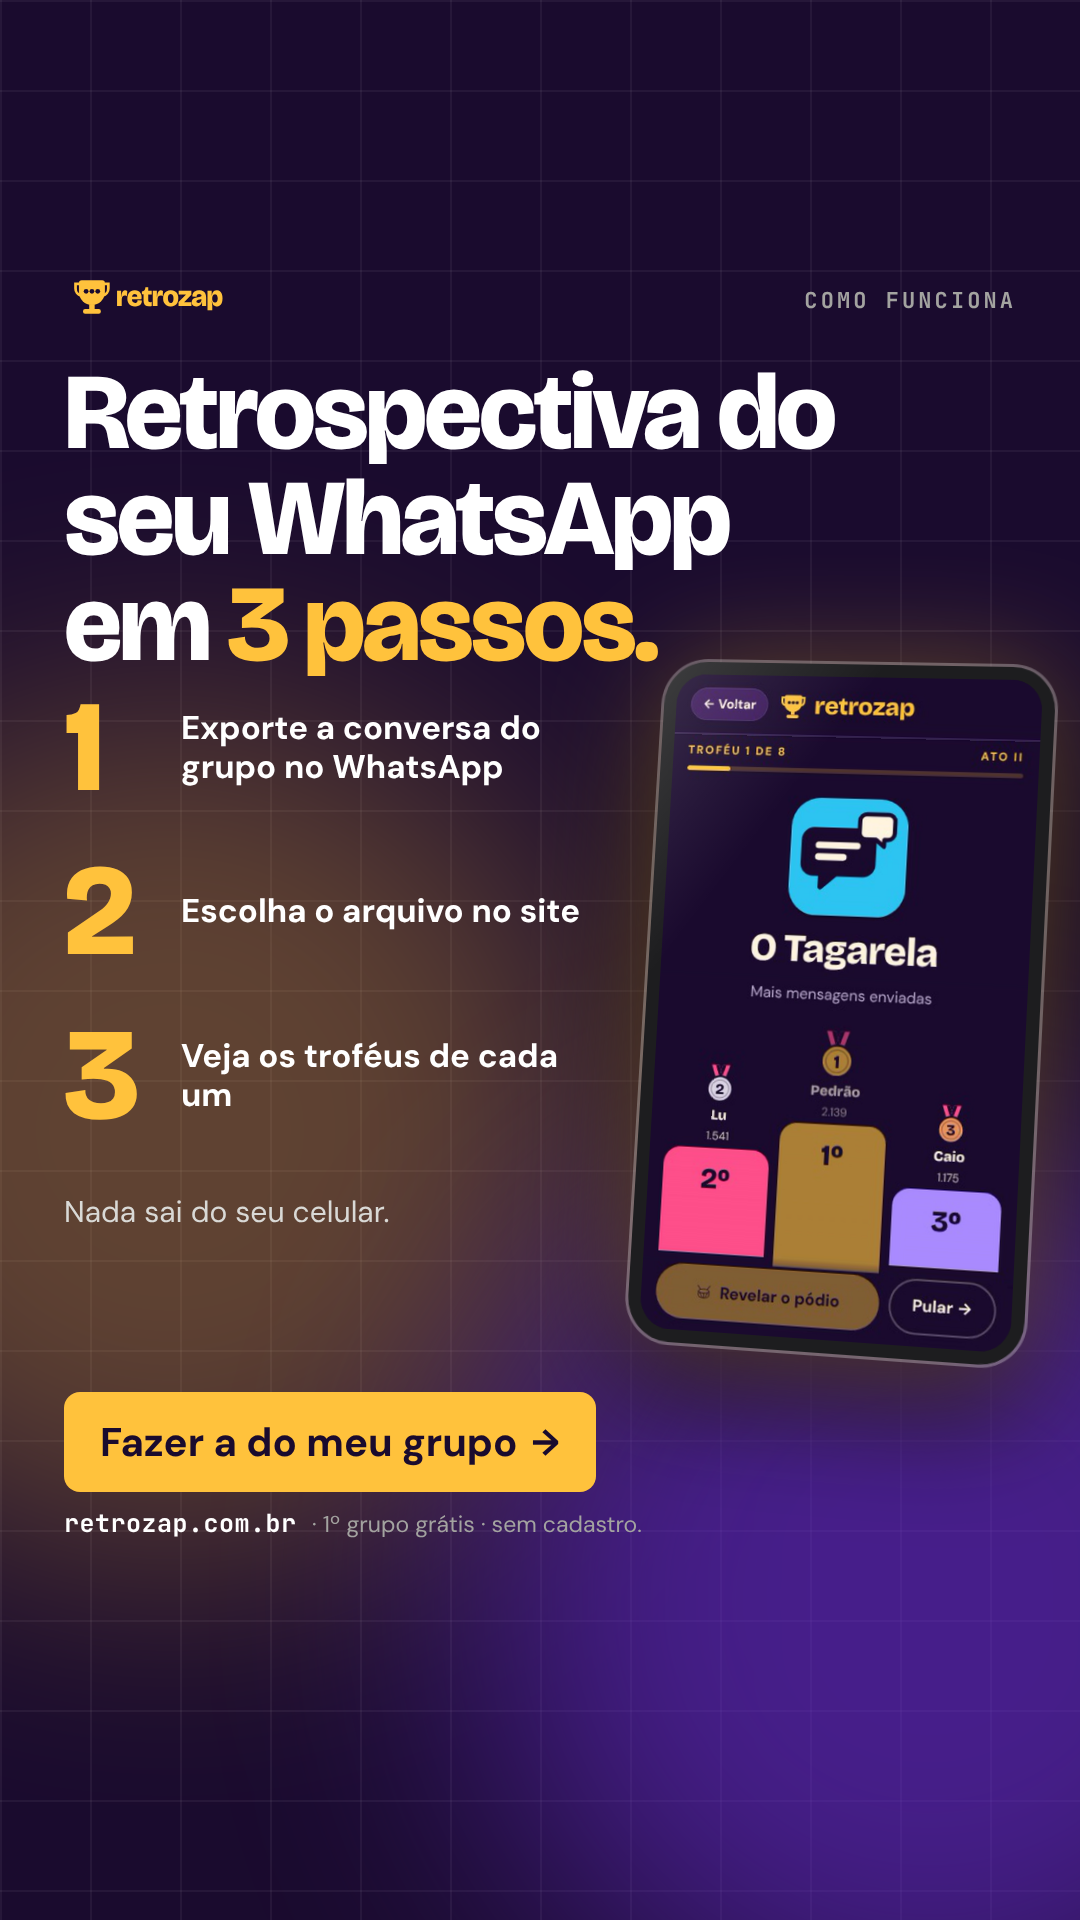 retrozap
COMO FUNCIONA
Retrospectiva do
seu WhatsApp
em 3 passos.
1
Exporte a conversa do
grupo no WhatsApp
2
Escolha o arquivo no site
3
Veja os troféus de cada
um
Nada sai do seu celular.
← Voltar
retrozap
TROFÉU 1 DE 8
ATO II
O Tagarela
Mais mensagens enviadas
1
Pedrão
2.139
1º
2
Lu
1.541
2º
3
Caio
1.175
3º
Revelar o pódio
Pular →
Fazer a do meu grupo →
retrozap.com.br · 1º grupo grátis · sem cadastro.